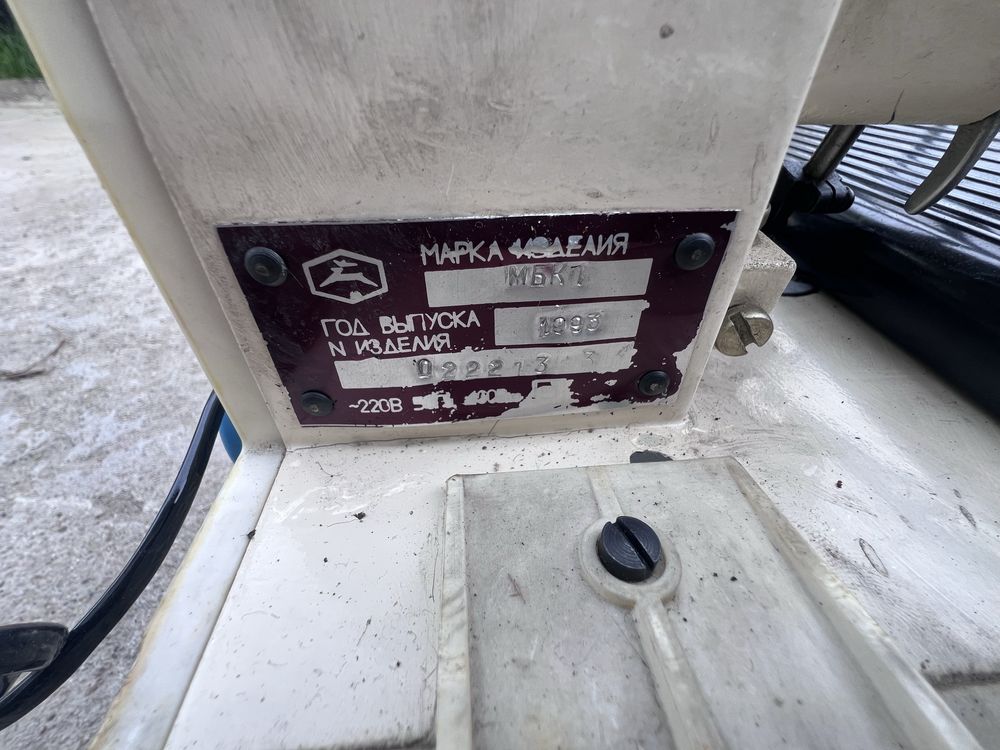 МАРКА ИЗДЕЛИЯ
МБК1
ГОД ВЫПУСКА
1993
N ИЗДЕЛИЯ
022213
~220В